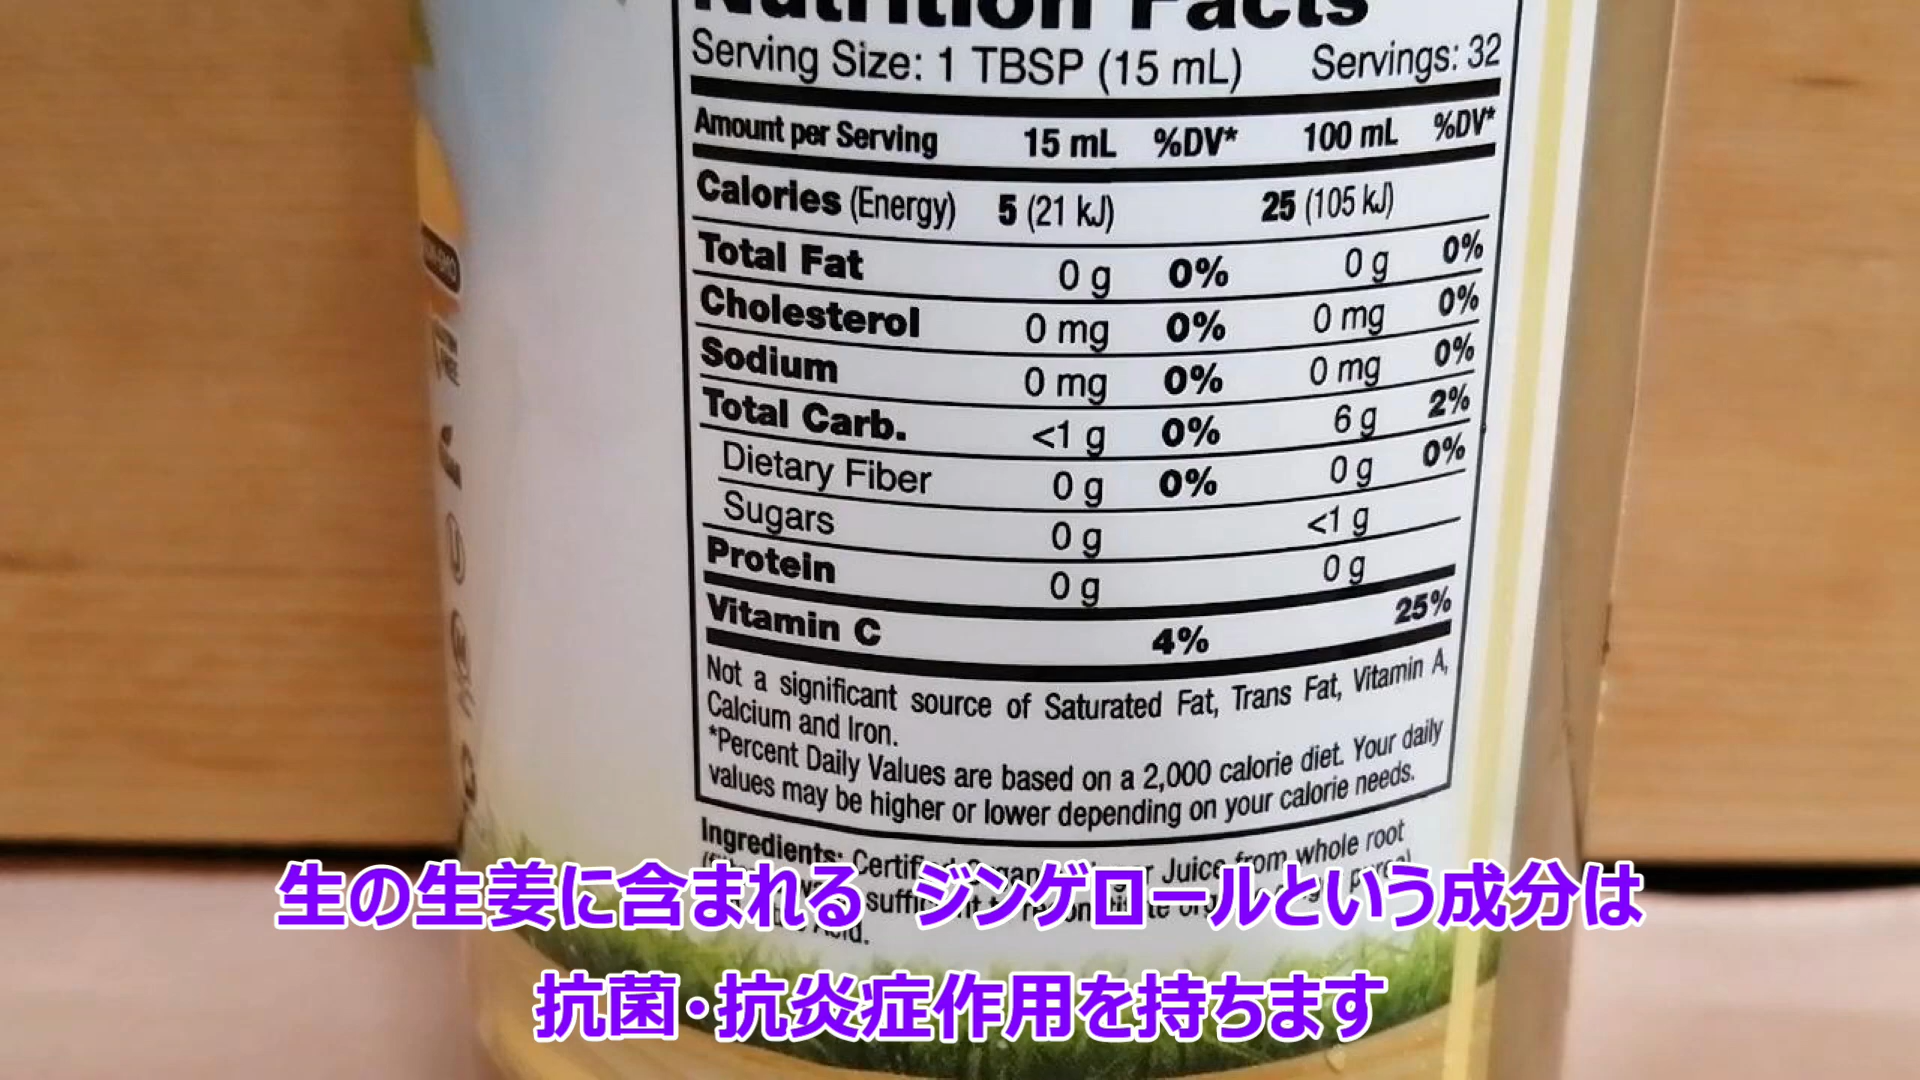 Nutrition Facts
Serving Size: 1 TBSP (15 mL) Servings: 32
Amount per Serving 15 mL %DV* 100 mL %DV*
Calories (Energy) 5 (21 kJ) 25 (105 kJ)
Total Fat 0 g 0% 0 g 0%
Cholesterol 0 mg 0% 0 mg 0%
Sodium 0 mg 0% 0 mg 0%
Total Carb. <1 g 0% 6 g 2%
Dietary Fiber 0 g 0% 0 g 0%
Sugars 0 g <1 g
Protein 0 g 0 g
Vitamin C 4% 25%
Not a significant source of Saturated Fat, Trans Fat, Vitamin A,
Calcium and Iron.
*Percent Daily Values are based on a 2,000 calorie diet. Your daily
values may be higher or lower depending on your calorie needs.
Ingredients: Juice from whole root
生の生姜に含まれる ジンゲロールという成分は
抗菌・抗炎症作用を持ちます